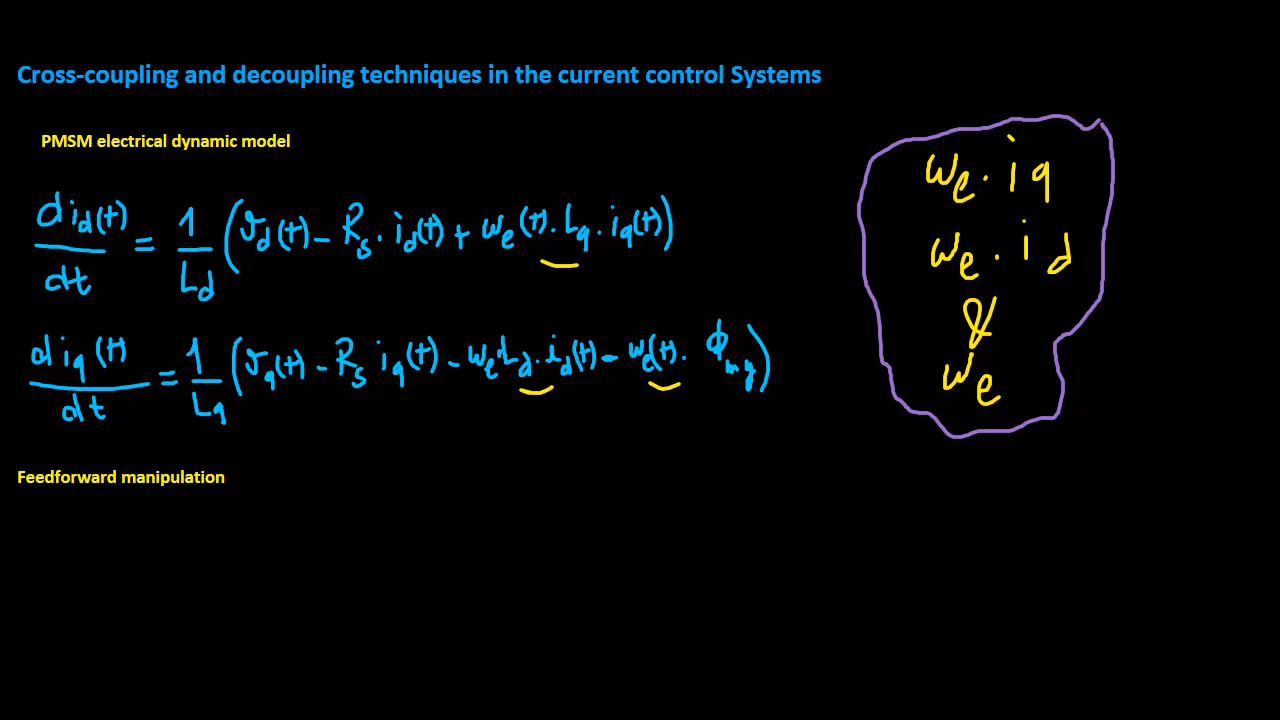 Cross-coupling and decoupling techniques in the current control Systems
PMSM electrical dynamic model
d id(t)/dt = 1/Ld (vd(t) - Rs · id(t) + we(t) · Lq · iq(t))
d iq(t)/dt = 1/Lq (vq(t) - Rs iq(t) - we · Ld · id(t) - we(t) · ϕmg)
we · iq
we · id
&
we
Feedforward manipulation